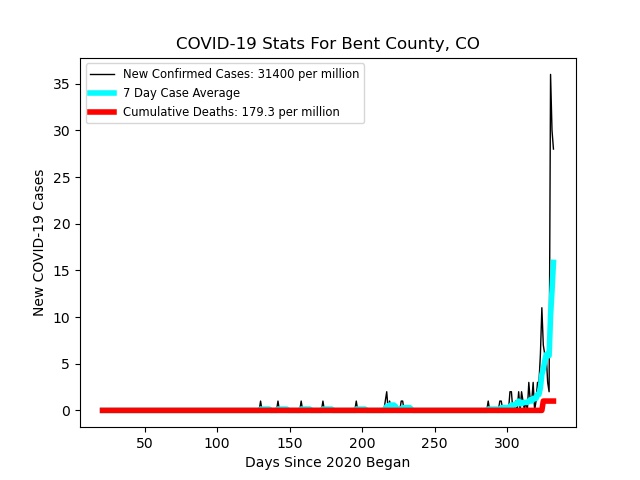 COVID-19 Stats For Bent County, CO
New Confirmed Cases: 31400 per million
7 Day Case Average
Cumulative Deaths: 179.3 per million
New COVID-19 Cases
35
30
25
20
15
10
5
0
50
100
150
200
250
300
Days Since 2020 Began